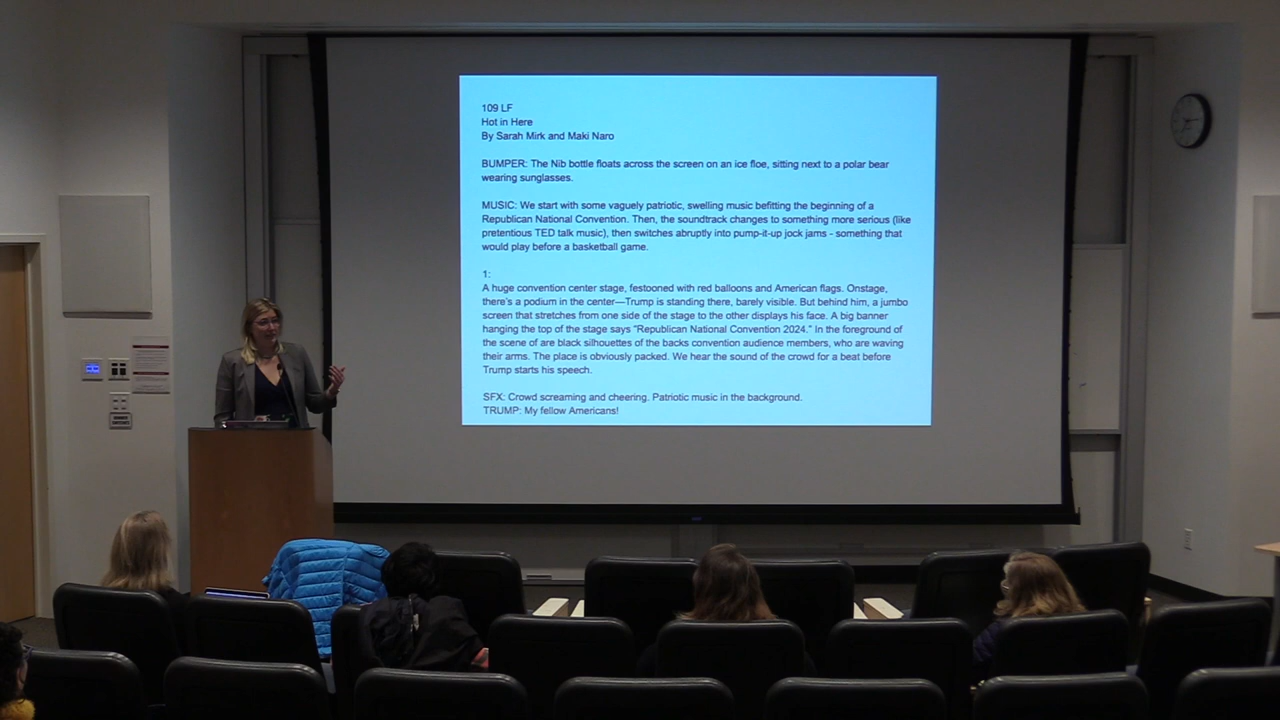 109 LF
Hot in Here
By Sarah Mirk and Maki Naro
BUMPER: The Nib bottle floats across the screen on an ice floe, sitting next to a polar bear
wearing sunglasses.
MUSIC: We start with some vaguely patriotic, swelling music befitting the beginning of a
Republican National Convention. Then, the soundtrack changes to something more serious (like
pretentious TED talk music), then switches abruptly into pump-it-up jock jams - something that
would play before a basketball game.
1:
A huge convention center stage, festooned with red balloons and American flags. Onstage,
there's a podium in the center—Trump is standing there, barely visible. But behind him, a jumbo
screen that stretches from one side of the stage to the other displays his face. A big banner
hanging the top of the stage says "Republican National Convention 2024." In the foreground of
the scene of are black silhouettes of the backs convention audience members, who are waving
their arms. The place is obviously packed. We hear the sound of the crowd for a beat before
Trump starts his speech.
SFX: Crowd screaming and cheering. Patriotic music in the background.
TRUMP: My fellow Americans!